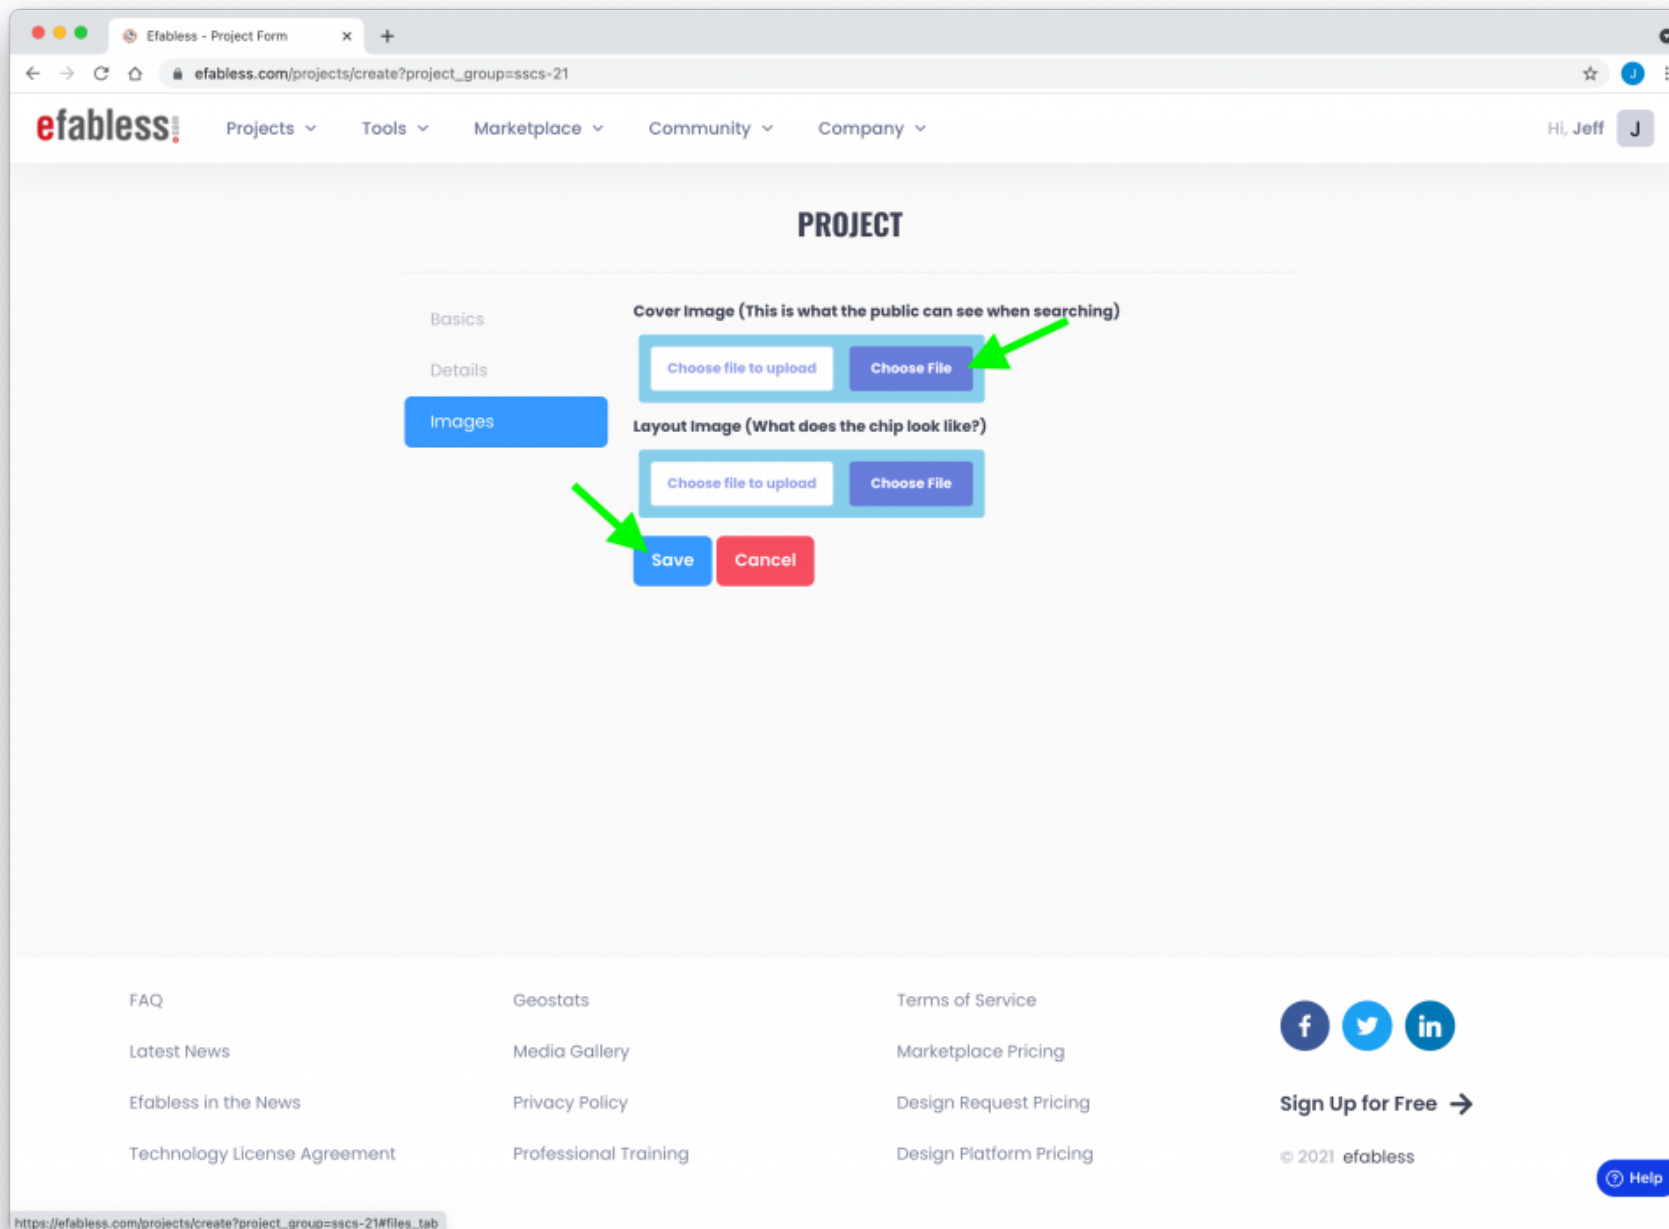 Efabless - Project Form
efabless.com/projects/create?project_group=sscs-21
J
efabless
Projects Tools Marketplace Community Company Hi, Jeff J
PROJECT
Basics
Details
Images
Cover Image (This is what the public can see when searching)
Choose file to upload Choose File
Layout Image (What does the chip look like?)
Choose file to upload Choose File
Save Cancel
FAQ
Latest News
Efabless in the News
Technology License Agreement
Geostats
Media Gallery
Privacy Policy
Professional Training
Terms of Service
Marketplace Pricing
Design Request Pricing
Design Platform Pricing
f in
Sign Up for Free
© 2021 efabless
? Help
https://efabless.com/projects/create?project_group=sscs-21#files_tab